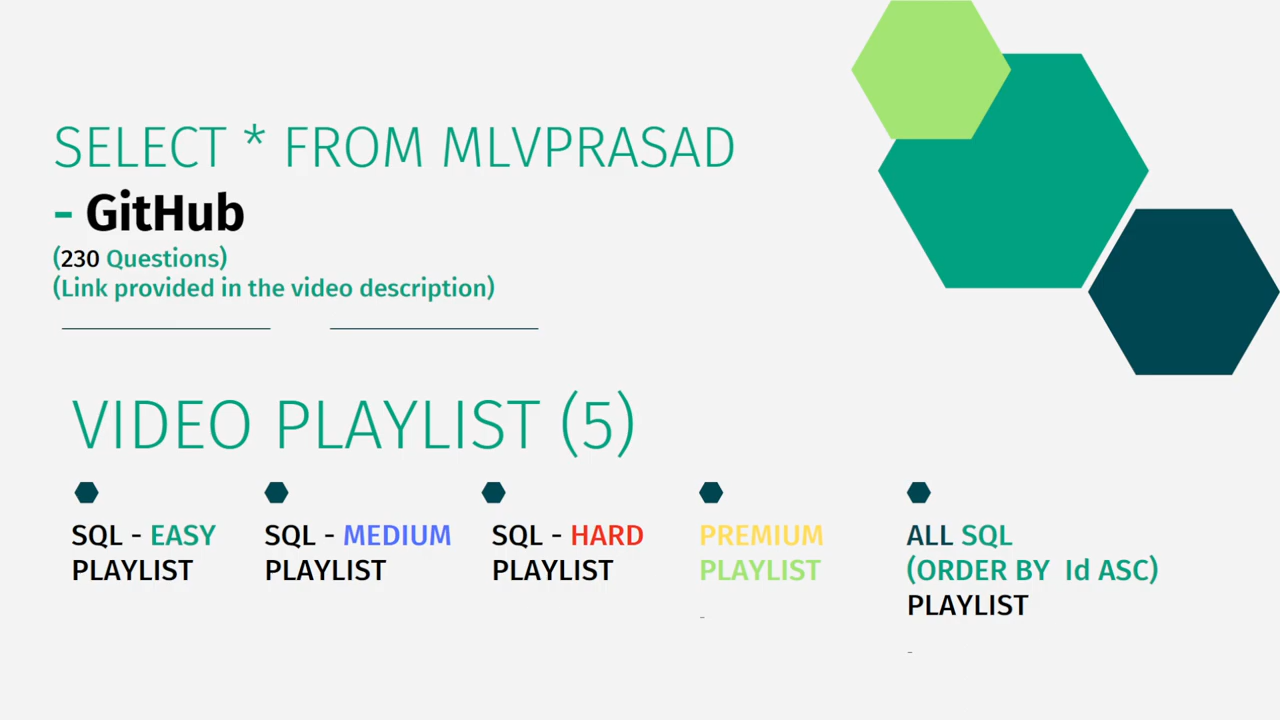 SELECT * FROM MLVPRASAD
- GitHub
(230 Questions)
(Link provided in the video description)
VIDEO PLAYLIST (5)
SQL - EASY
PLAYLIST
SQL - MEDIUM
PLAYLIST
SQL - HARD
PLAYLIST
PREMIUM
PLAYLIST
-
ALL SQL
(ORDER BY Id ASC)
PLAYLIST
-